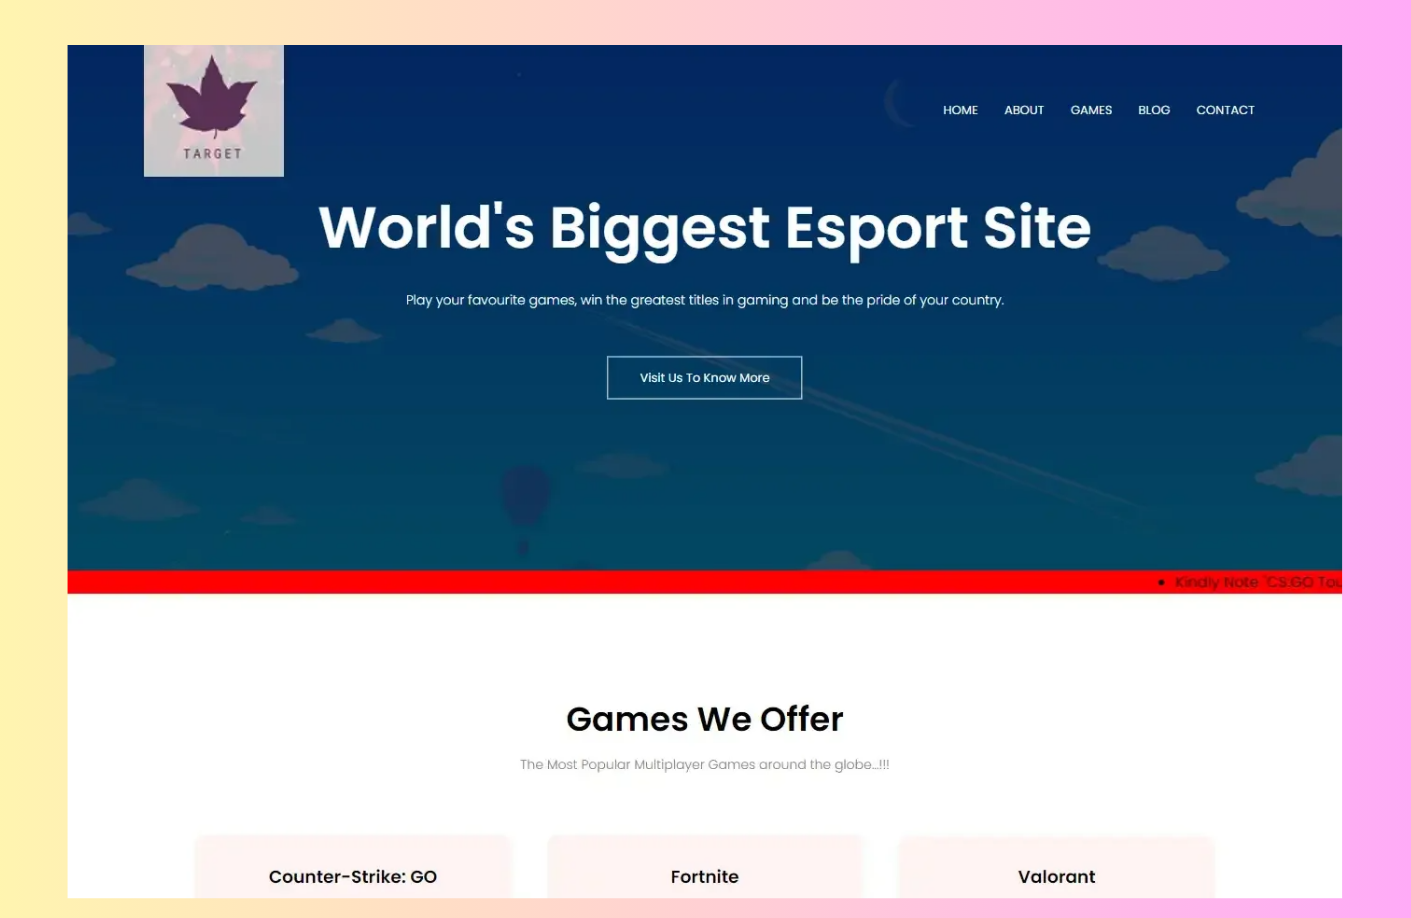 TARGET
HOME ABOUT GAMES BLOG CONTACT
World's Biggest Esport Site
Play your favourite games, win the greatest titles in gaming and be the pride of your country.
Visit Us To Know More
• Kindly Note `CS:GO
Games We Offer
The Most Popular Multiplayer Games around the globe...!!!
Counter-Strike: GO Fortnite Valorant